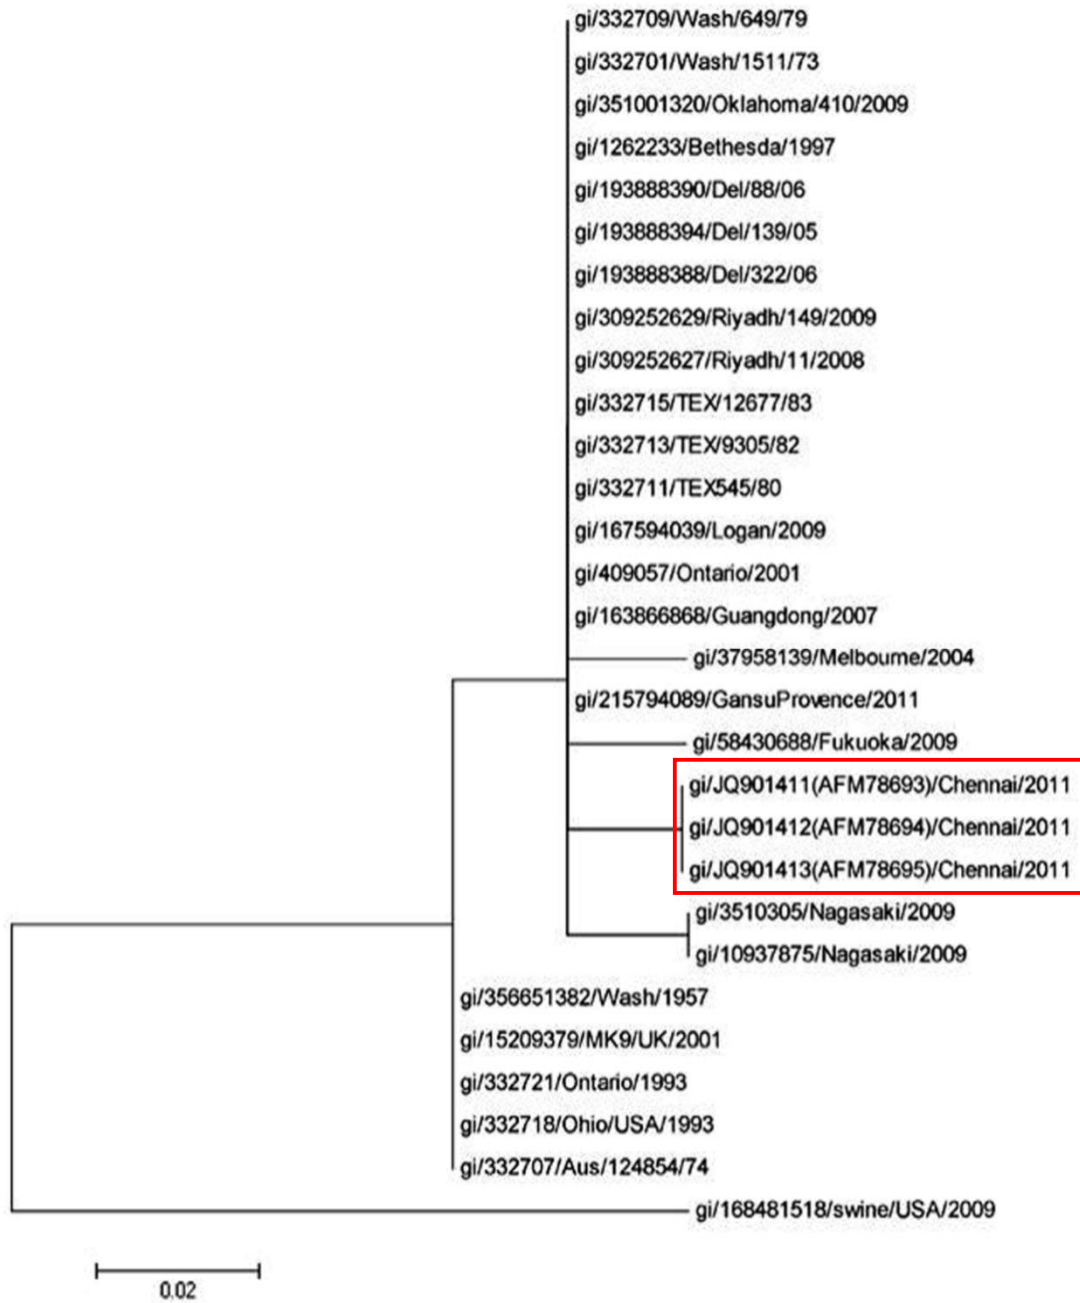 gi/332709/Wash/649/79
gi/332701/Wash/1511/73
gi/351001320/Oklahoma/410/2009
gi/1262233/Bethesda/1997
gi/193888390/Del/88/06
gi/193888394/Del/139/05
gi/193888388/Del/322/06
gi/309252629/Riyadh/149/2009
gi/309252627/Riyadh/11/2008
gi/332715/TEX/12677/83
gi/332713/TEX/9305/82
gi/332711/TEX545/80
gi/167594039/Logan/2009
gi/409057/Ontario/2001
gi/163866868/Guangdong/2007
gi/37958139/Melbourne/2004
gi/215794089/GansuProvence/2011
gi/58430688/Fukuoka/2009
gi/JQ901411(AFM78693)/Chennai/2011
gi/JQ901412(AFM78694)/Chennai/2011
gi/JQ901413(AFM78695)/Chennai/2011
gi/3510305/Nagasaki/2009
gi/10937875/Nagasaki/2009
gi/356651382/Wash/1957
gi/15209379/MK9/UK/2001
gi/332721/Ontario/1993
gi/332718/Ohio/USA/1993
gi/332707/Aus/124854/74
gi/168481518/swine/USA/2009
0.02